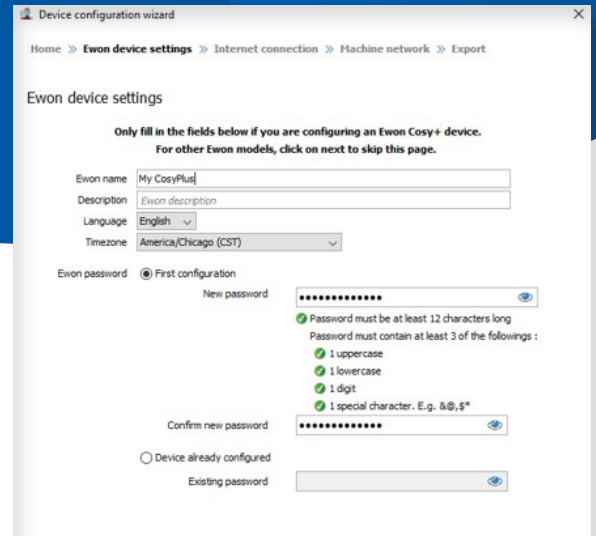 Device configuration wizard
Home » Ewon device settings » Internet connection » Machine network » Export
Ewon device settings
Only fill in the fields below if you are configuring an Ewon Cosy+ device.
For other Ewon models, click on next to skip this page.
Ewon name My CosyPlus
Description Ewon description
Language English
Timezone America/Chicago (CST)
Ewon password First configuration
New password •••••••••••••
Password must be at least 12 characters long
Password must contain at least 3 of the followings :
1 uppercase
1 lowercase
1 digit
1 special character. E.g. &@,$*
Confirm new password •••••••••••••
Device already configured
Existing password